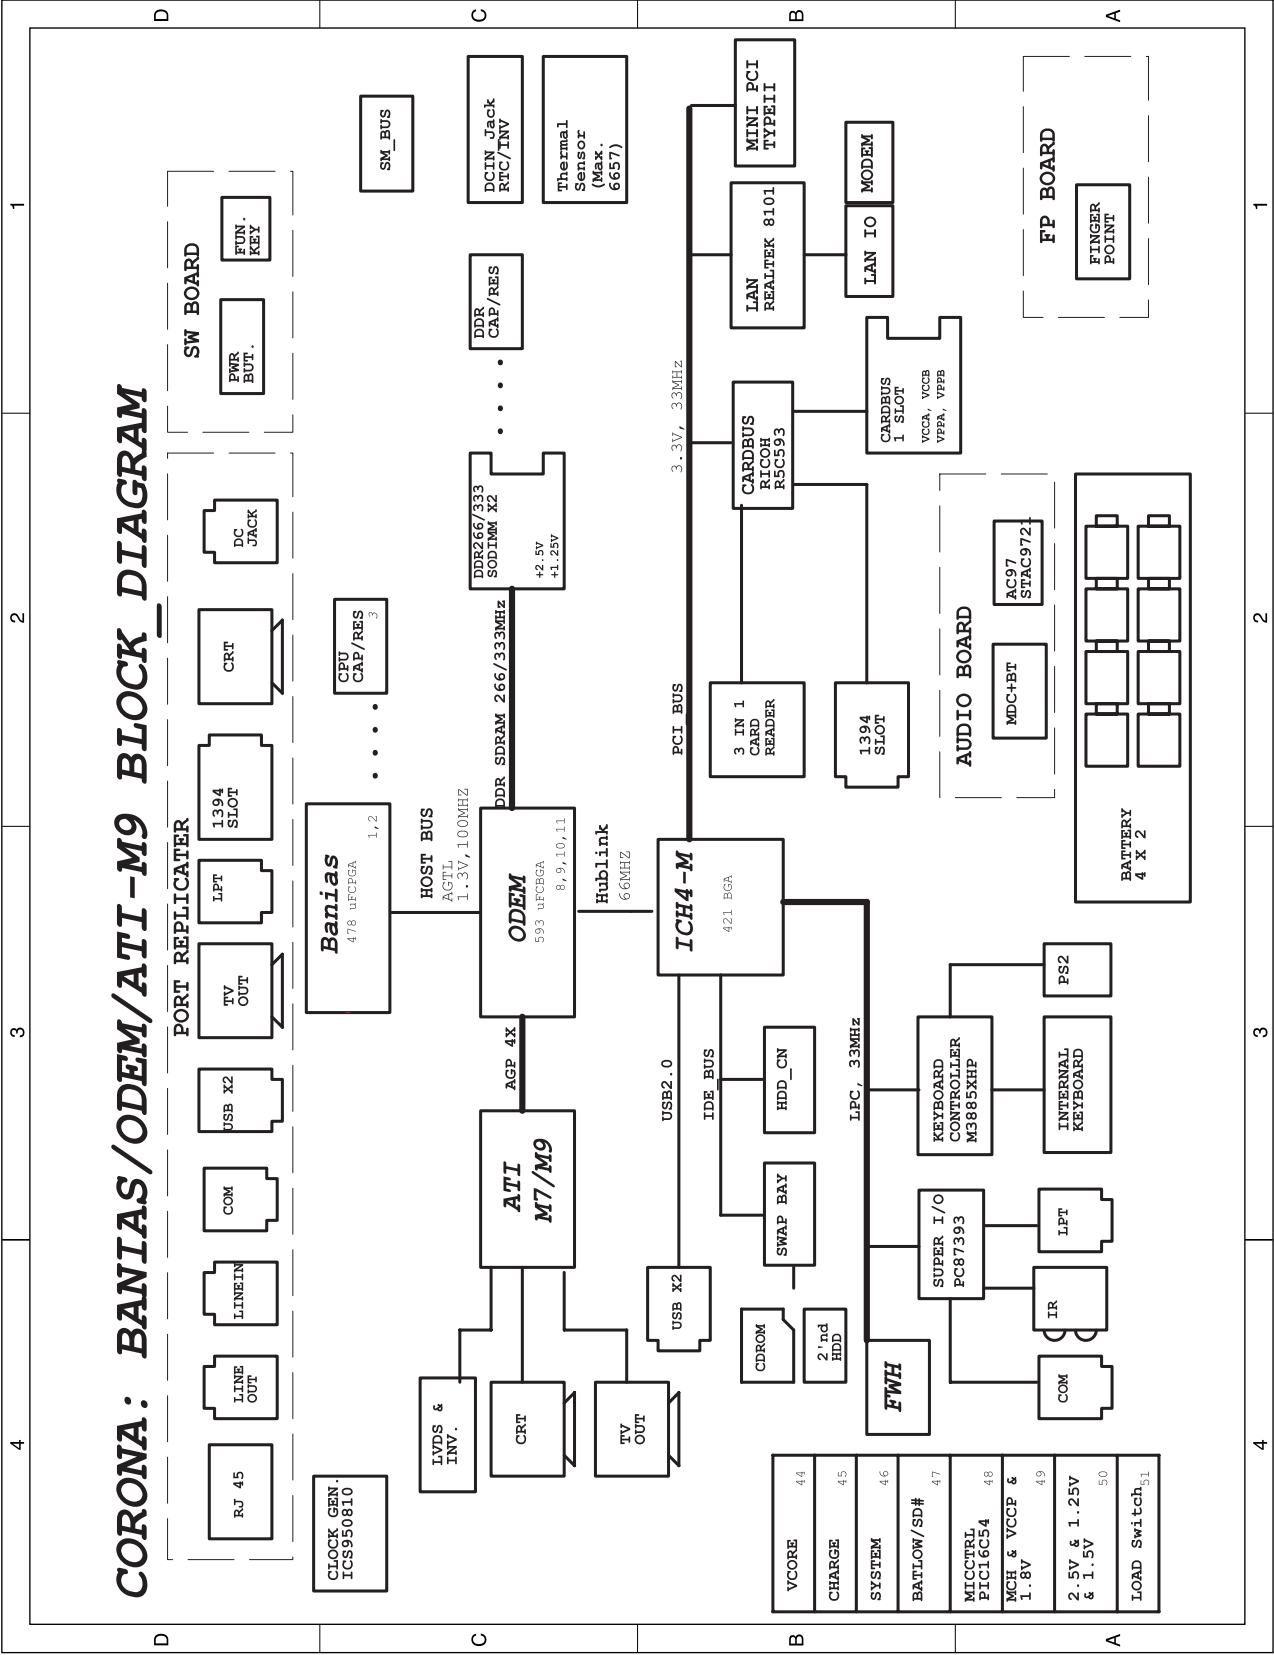 CORONA: BANIAS/ODEM/ATI-M9 BLOCK_DIAGRAM
4
3
2
1
D
C
B
A
PORT REPLICATER
RJ 45
LINE
OUT
LINEIN
COM
USB X2
TV
OUT
LPT
1394
SLOT
CRT
DC
JACK
SW BOARD
PWR
BUT.
FUN.
KEY
CLOCK GEN.
ICS950810
Banias
478 uFCPGA
1,2
CPU
CAP/RES
3
SM_BUS
HOST BUS
AGTL
1.3V,100MHZ
LVDS &
INV.
CRT
TV
OUT
ATI
M7/M9
AGP 4X
ODEM
593 uFCBGA
8,9,10,11
DDR SDRAM 266/333MHz
DDR266/333
SODIMM X2
+2.5V
+1.25V
DDR
CAP/RES
DCIN Jack
RTC/INV
Thermal
Sensor
(Max.
6657)
Hublink
66MHZ
USB2.0
IDE_BUS
USB X2
ICH4-M
421 BGA
PCI BUS
3.3V, 33MHz
CDROM
2'nd
HDD
SWAP BAY
HDD_CN
3 IN 1
CARD
READER
1394
SLOT
CARDBUS
RICOH
R5C593
CARDBUS
1 SLOT
VCCA, VCCB
VPPA, VPPB
LAN
REALTEK 8101
LAN IO
MODEM
MINI PCI
TYPEII
LPC, 33MHz
FWH
SUPER I/O
PC87393
KEYBOARD
CONTROLLER
M3885XHP
COM
IR
LPT
INTERNAL
KEYBOARD
PS2
AUDIO BOARD
MDC+BT
AC97
STAC9721
FP BOARD
FINGER
POINT
BATTERY
4 X 2
VCORE 44
CHARGE 45
SYSTEM 46
BATLOW/SD# 47
MICCTRL
PIC16C54 48
MCH & VCCP &
1.8V 49
2.5V & 1.25V
& 1.5V 50
LOAD Switch 51
4
3
2
1
D
C
B
A